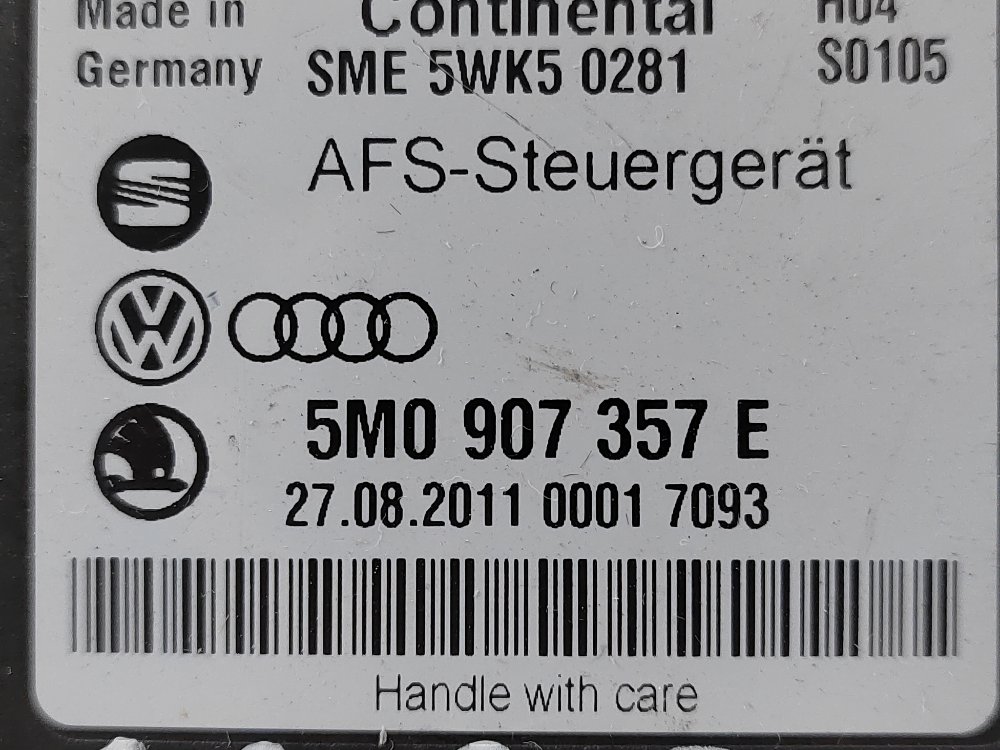 Made in Continental H04
Germany SME 5WK5 0281 S0105
AFS-Steuergerät
5M0 907 357 E
27.08.2011 0001 7093
Handle with care